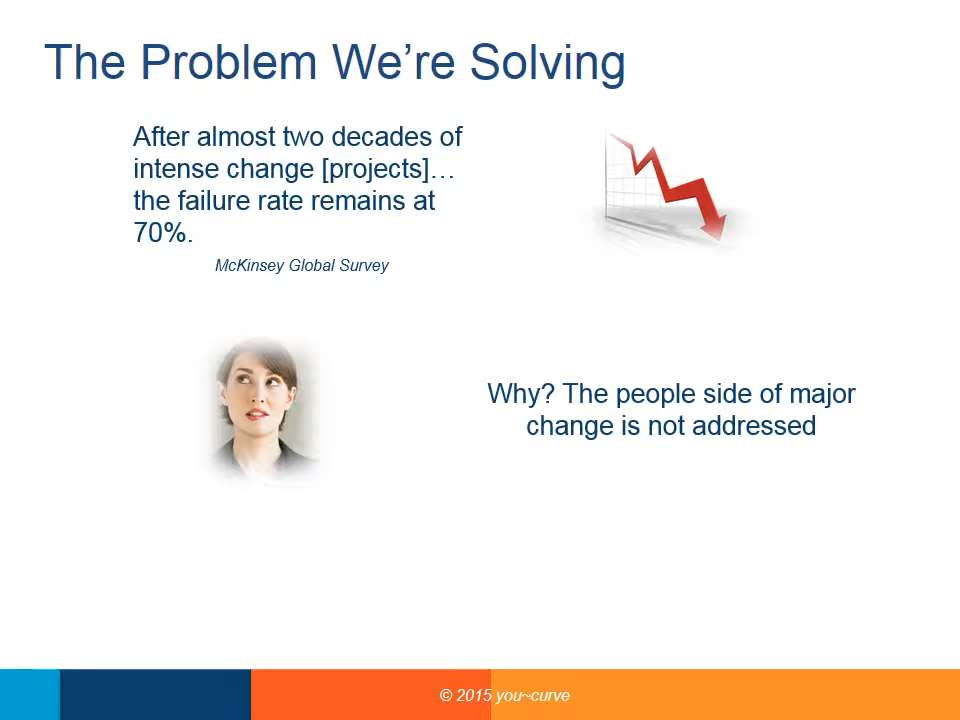 The Problem We're Solving
After almost two decades of
intense change [projects]…
the failure rate remains at
70%.
McKinsey Global Survey
Why? The people side of major
change is not addressed
© 2015 you~curve